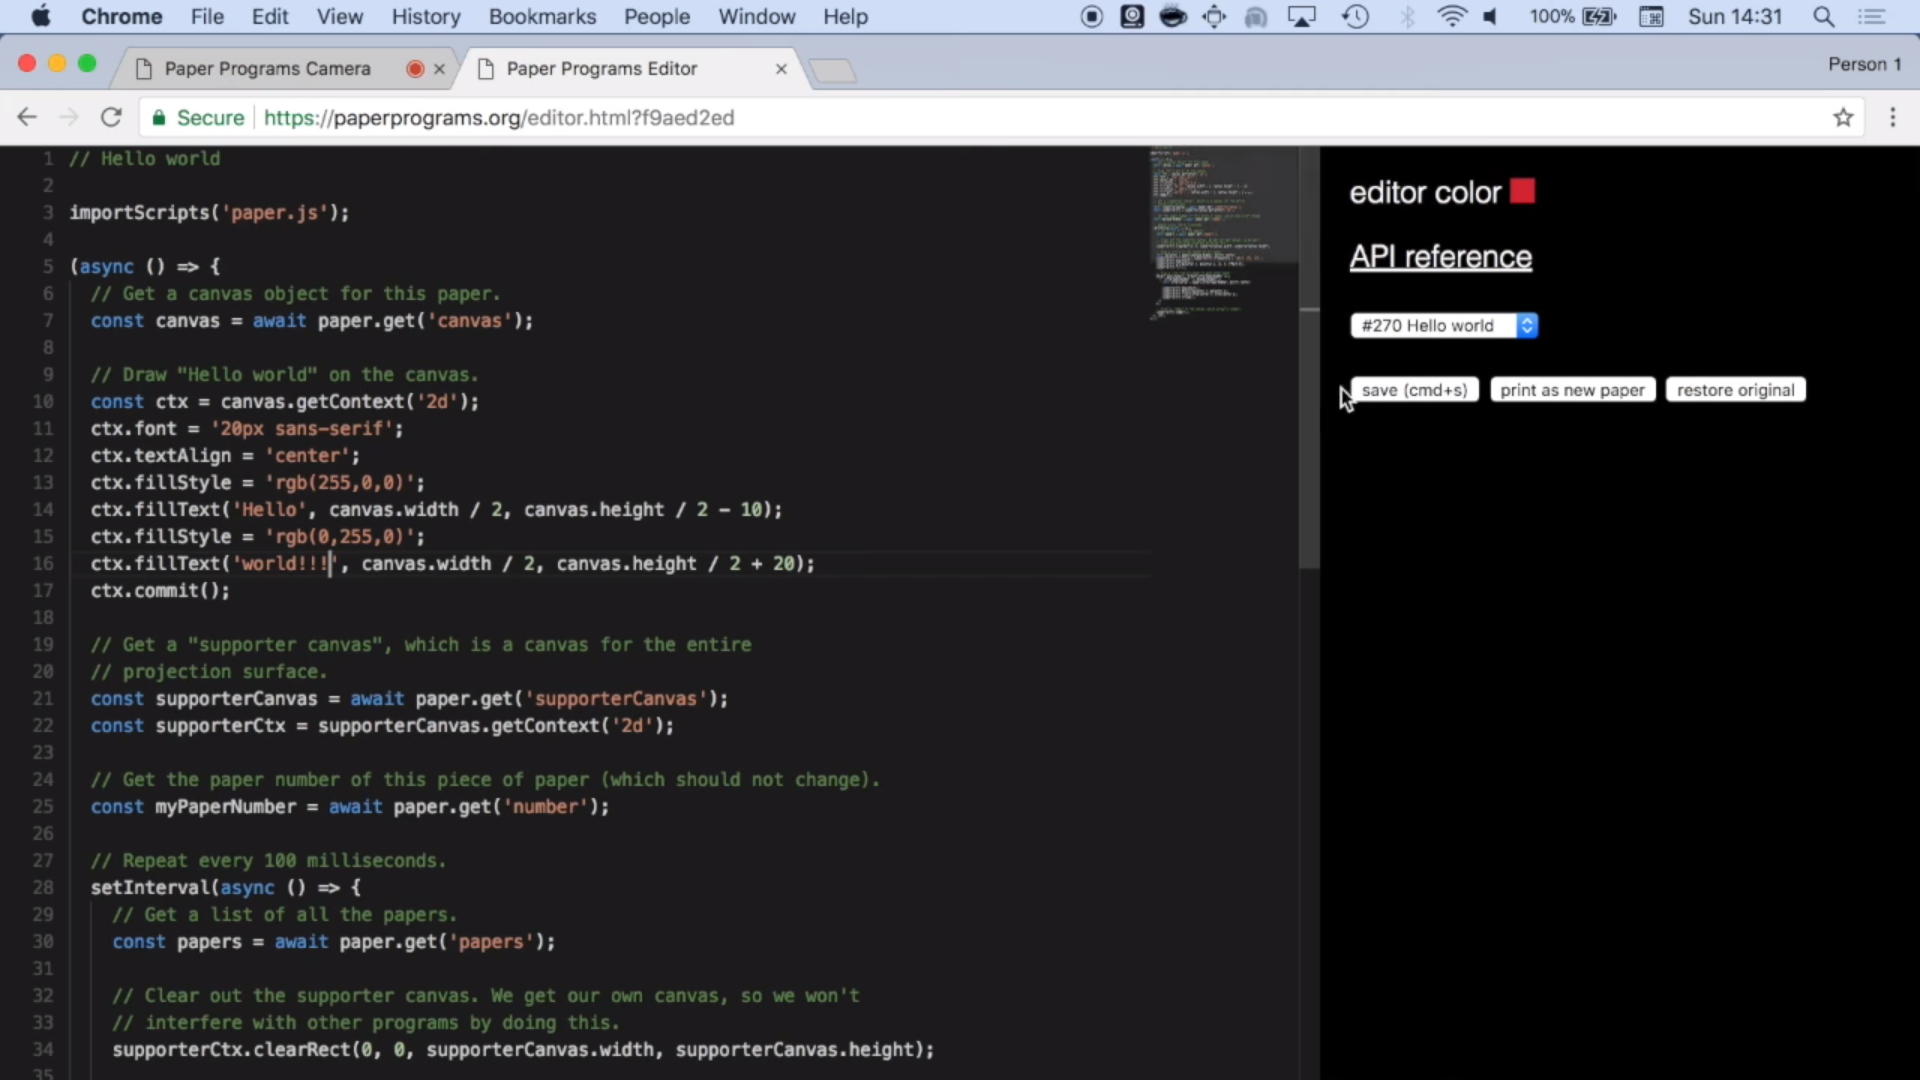 Chrome File Edit View History Bookmarks People Window Help 100% Sun 14:31
Paper Programs Camera Paper Programs Editor Person 1
Secure https://paperprograms.org/editor.html?f9aed2ed
1 // Hello world
2
3 importScripts('paper.js');
4
5 (async () => {
6 // Get a canvas object for this paper.
7 const canvas = await paper.get('canvas');
8
9 // Draw "Hello world" on the canvas.
10 const ctx = canvas.getContext('2d');
11 ctx.font = '20px sans-serif';
12 ctx.textAlign = 'center';
13 ctx.fillStyle = 'rgb(255,0,0)';
14 ctx.fillText('Hello', canvas.width / 2, canvas.height / 2 - 10);
15 ctx.fillStyle = 'rgb(0,255,0)';
16 ctx.fillText('world!!!', canvas.width / 2, canvas.height / 2 + 20);
17 ctx.commit();
18
19 // Get a "supporter canvas", which is a canvas for the entire
20 // projection surface.
21 const supporterCanvas = await paper.get('supporterCanvas');
22 const supporterCtx = supporterCanvas.getContext('2d');
23
24 // Get the paper number of this piece of paper (which should not change).
25 const myPaperNumber = await paper.get('number');
26
27 // Repeat every 100 milliseconds.
28 setInterval(async () => {
29 // Get a list of all the papers.
30 const papers = await paper.get('papers');
31
32 // Clear out the supporter canvas. We get our own canvas, so we won't
33 // interfere with other programs by doing this.
34 supporterCtx.clearRect(0, 0, supporterCanvas.width, supporterCanvas.height);
35
editor color
API reference
#270 Hello world
save (cmd+s) print as new paper restore original